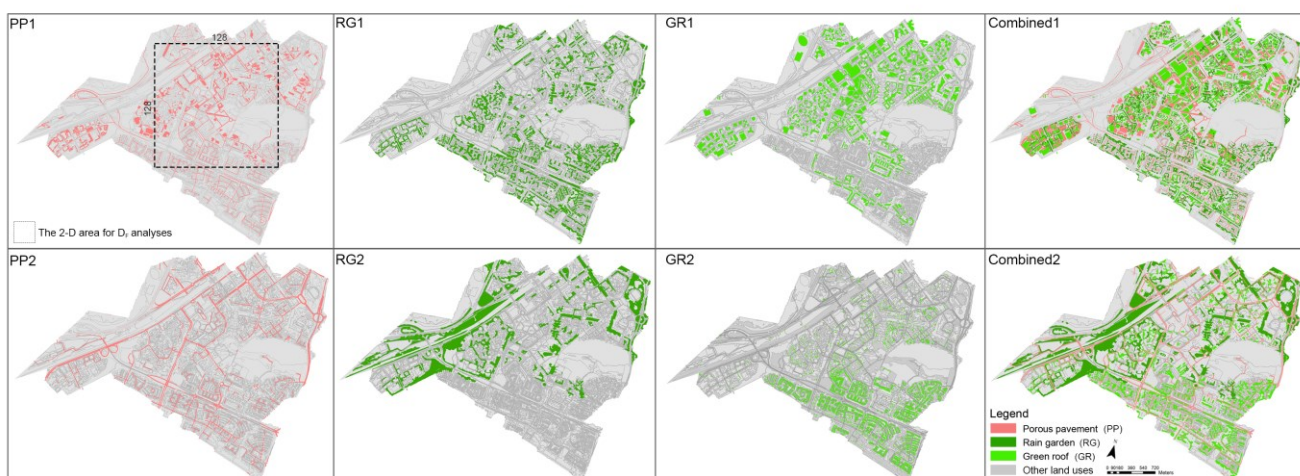 PP1
RG1
GR1
Combined1
128
128
The 2-D area for DF analyses
PP2
RG2
GR2
Combined2
Legend
Porous pavement (PP)
Rain garden (RG)
Green roof (GR)
Other land uses
N
Meters